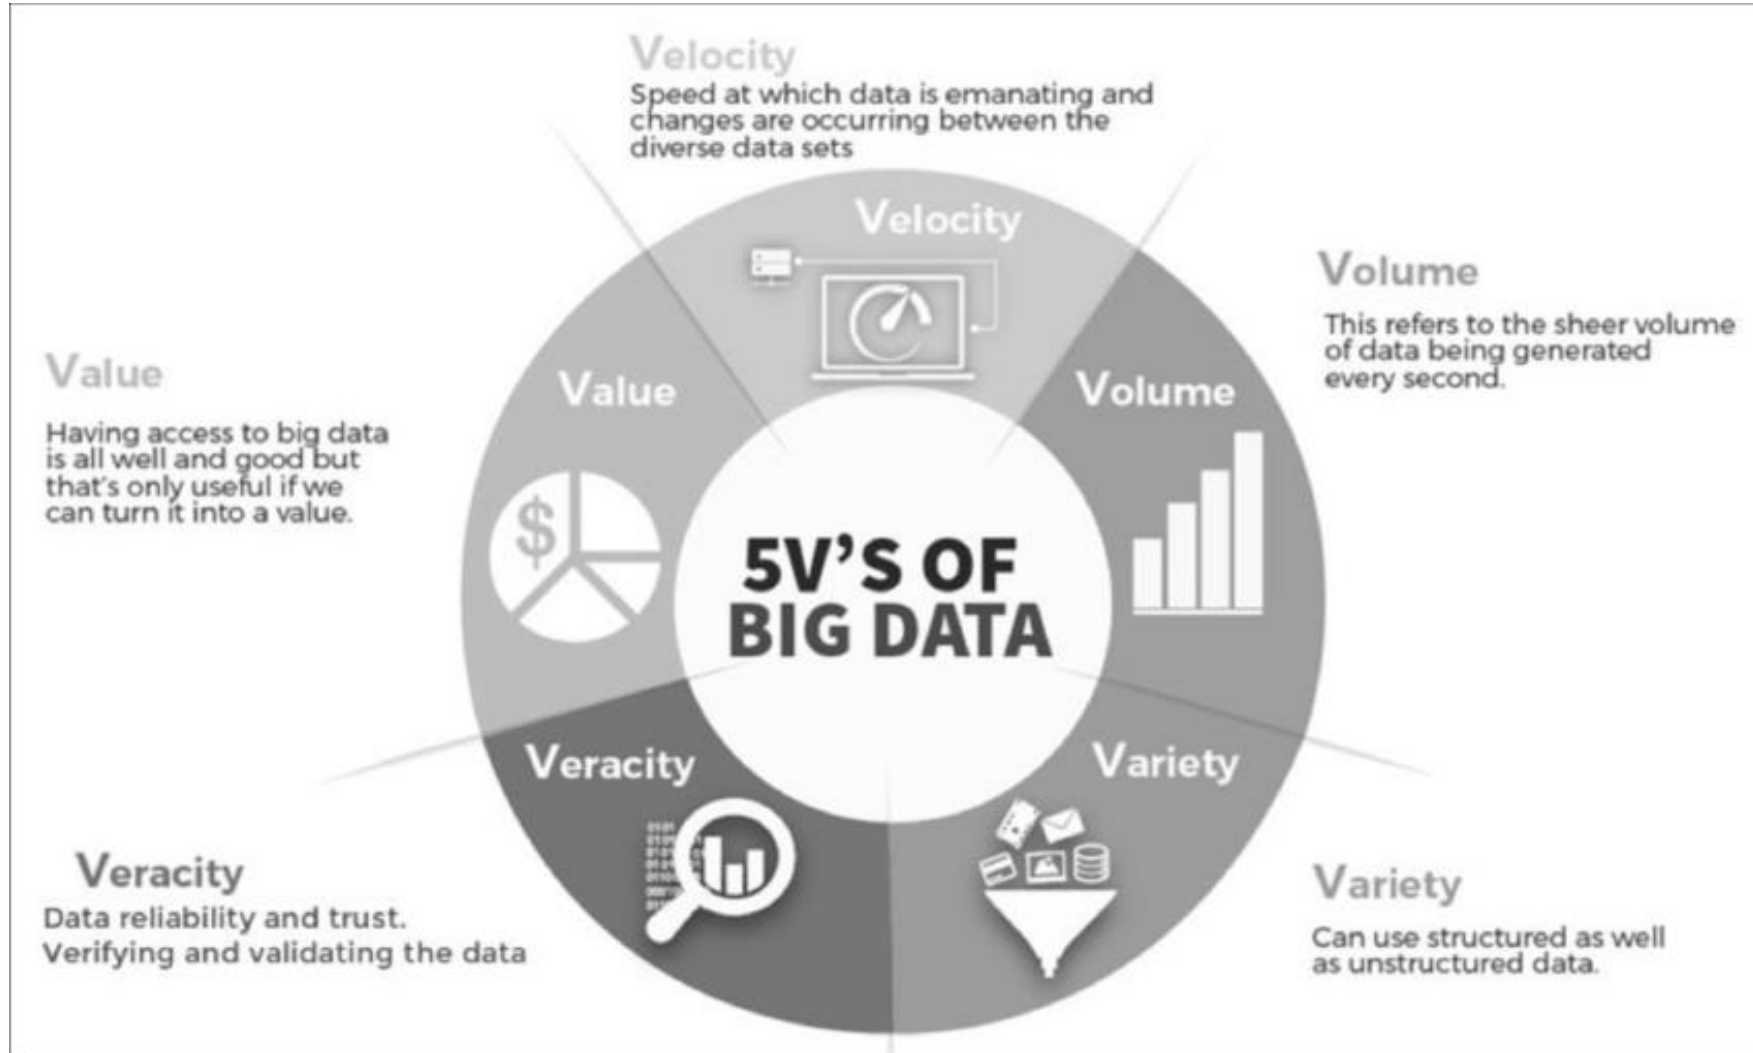 Velocity
Speed at which data is emanating and
changes are occurring between the
diverse data sets
Velocity
Volume
This refers to the sheer volume
of data being generated
every second.
Value
Having access to big data
is all well and good but
that's only useful if we
can turn it into a value.
Value
$
Volume
5V'S OF
BIG DATA
Veracity
Variety
Veracity
Data reliability and trust.
Verifying and validating the data
Variety
Can use structured as well
as unstructured data.